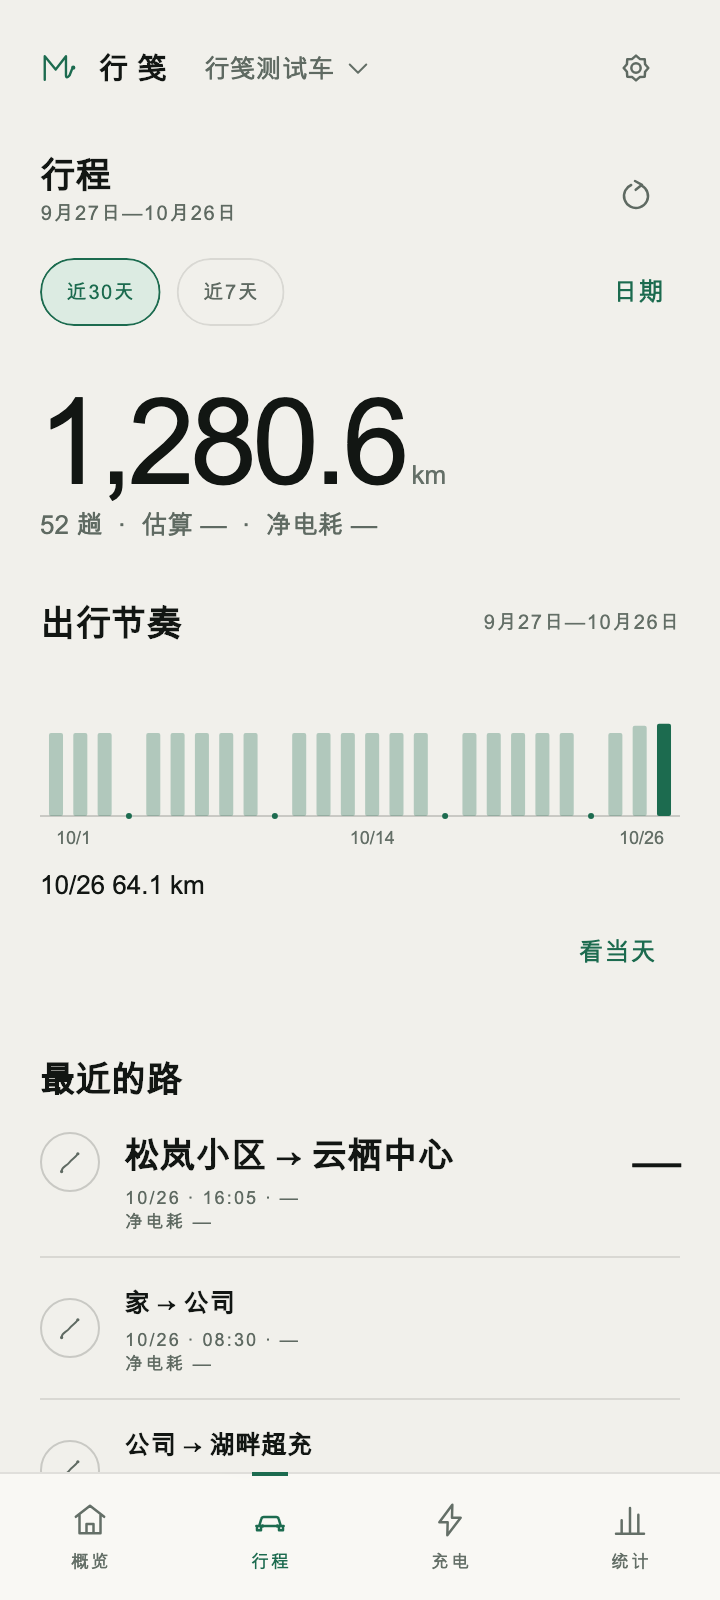 行笺 行笺测试车
行程
9月27日—10月26日
近30天 近7天 日期
1,280.6 km
52 趟 · 估算 — · 净电耗 —
出行节奏 9月27日—10月26日
10/1 10/14 10/26
10/26 64.1 km
看当天
最近的路
松岚小区 → 云栖中心 —
10/26 · 16:05 · —
净电耗 —
家 → 公司
10/26 · 08:30 · —
净电耗 —
公司 → 湖畔超充
概览 行程 充电 统计